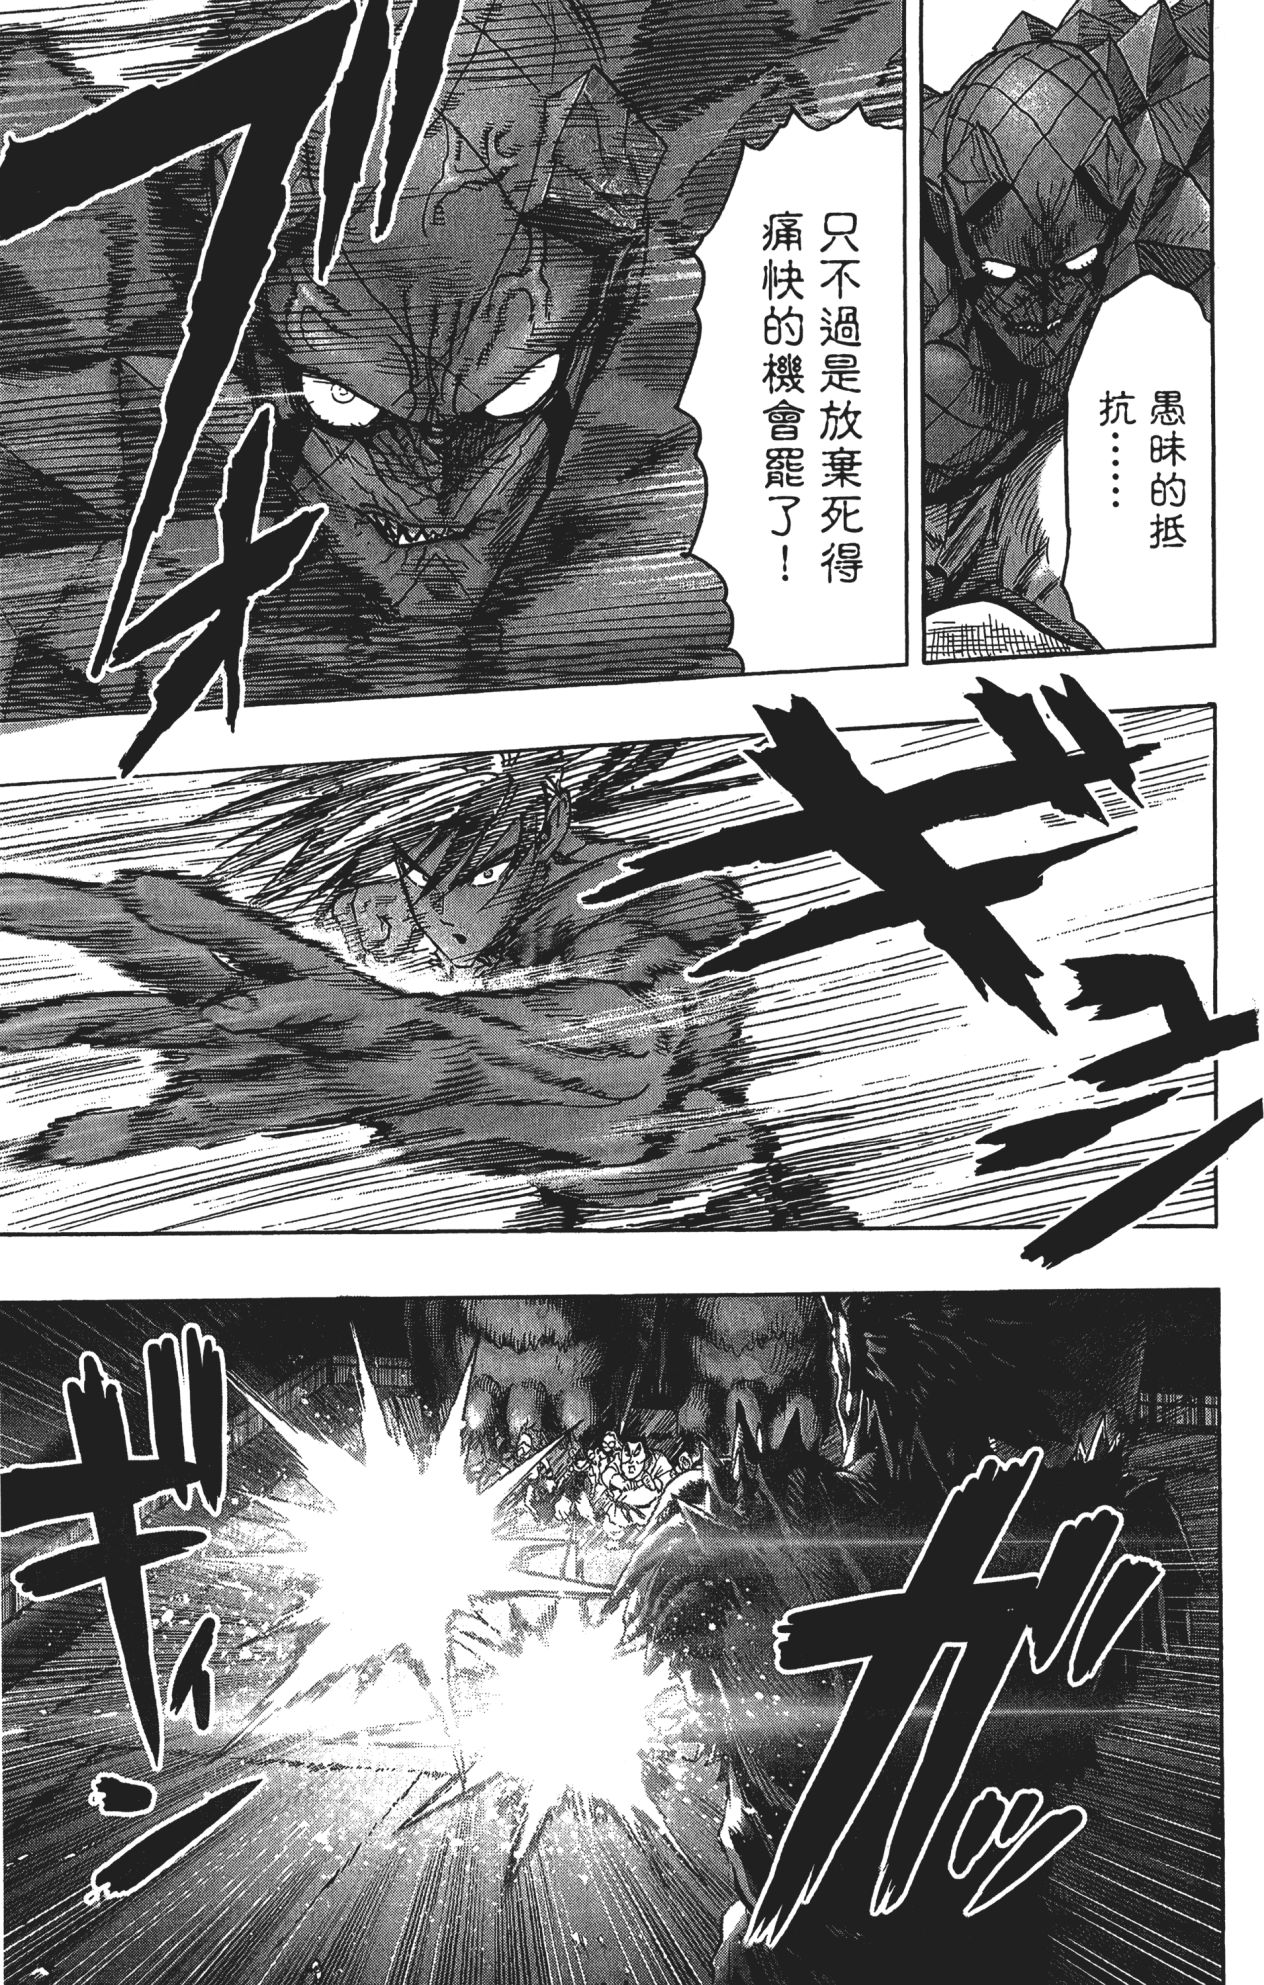 愚昧的抵
抗……
只不過是放棄死得
痛快的機會罷了！
ブオ
ギュ
ガッ
ギィン